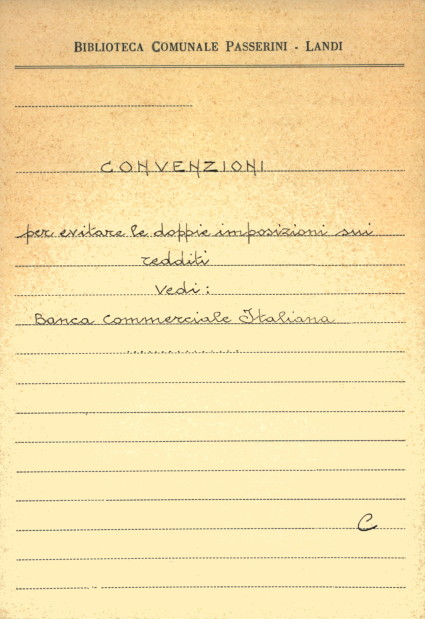 BIBLIOTECA COMUNALE PASSERINI - LANDI
CONVENZIONI
per evitare le doppie imposizioni sui
redditi
Vedi:
Banca Commerciale Italiana
C